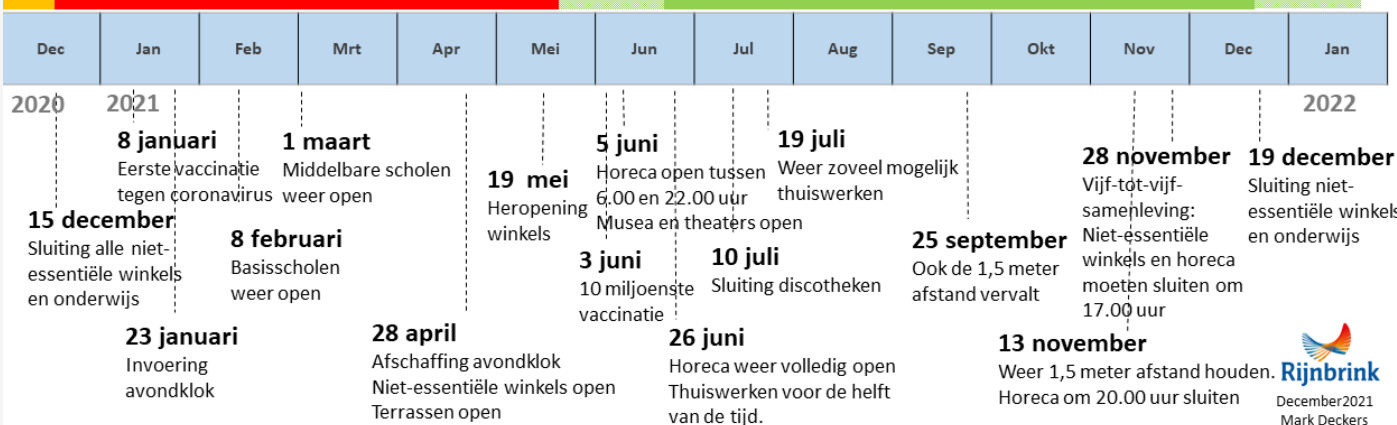 Dec Jan Feb Mrt Apr Mei Jun Jul Aug Sep Okt Nov Dec Jan
2020 2021 2022
15 december
Sluiting alle niet-
essentiële winkels
en onderwijs
8 januari
Eerste vaccinatie
tegen coronavirus
23 januari
Invoering
avondklok
8 februari
Basisscholen
weer open
1 maart
Middelbare scholen
weer open
28 april
Afschaffing avondklok
Niet-essentiële winkels open
Terrassen open
19 mei
Heropening
winkels
3 juni
10 miljoenste
vaccinatie
5 juni
Horeca open tussen
6.00 en 22.00 uur
Musea en theaters open
26 juni
Horeca weer volledig open
Thuiswerken voor de helft
van de tijd.
10 juli
Sluiting discotheken
19 juli
Weer zoveel mogelijk
thuiswerken
25 september
Ook de 1,5 meter
afstand vervalt
13 november
Weer 1,5 meter afstand houden.
Horeca om 20.00 uur sluiten
28 november
Vijf-tot-vijf-
samenleving:
Niet-essentiële
winkels en horeca
moeten sluiten om
17.00 uur
19 december
Sluiting niet-
essentiële winkels
en onderwijs
Rijnbrink
December2021
Mark Deckers